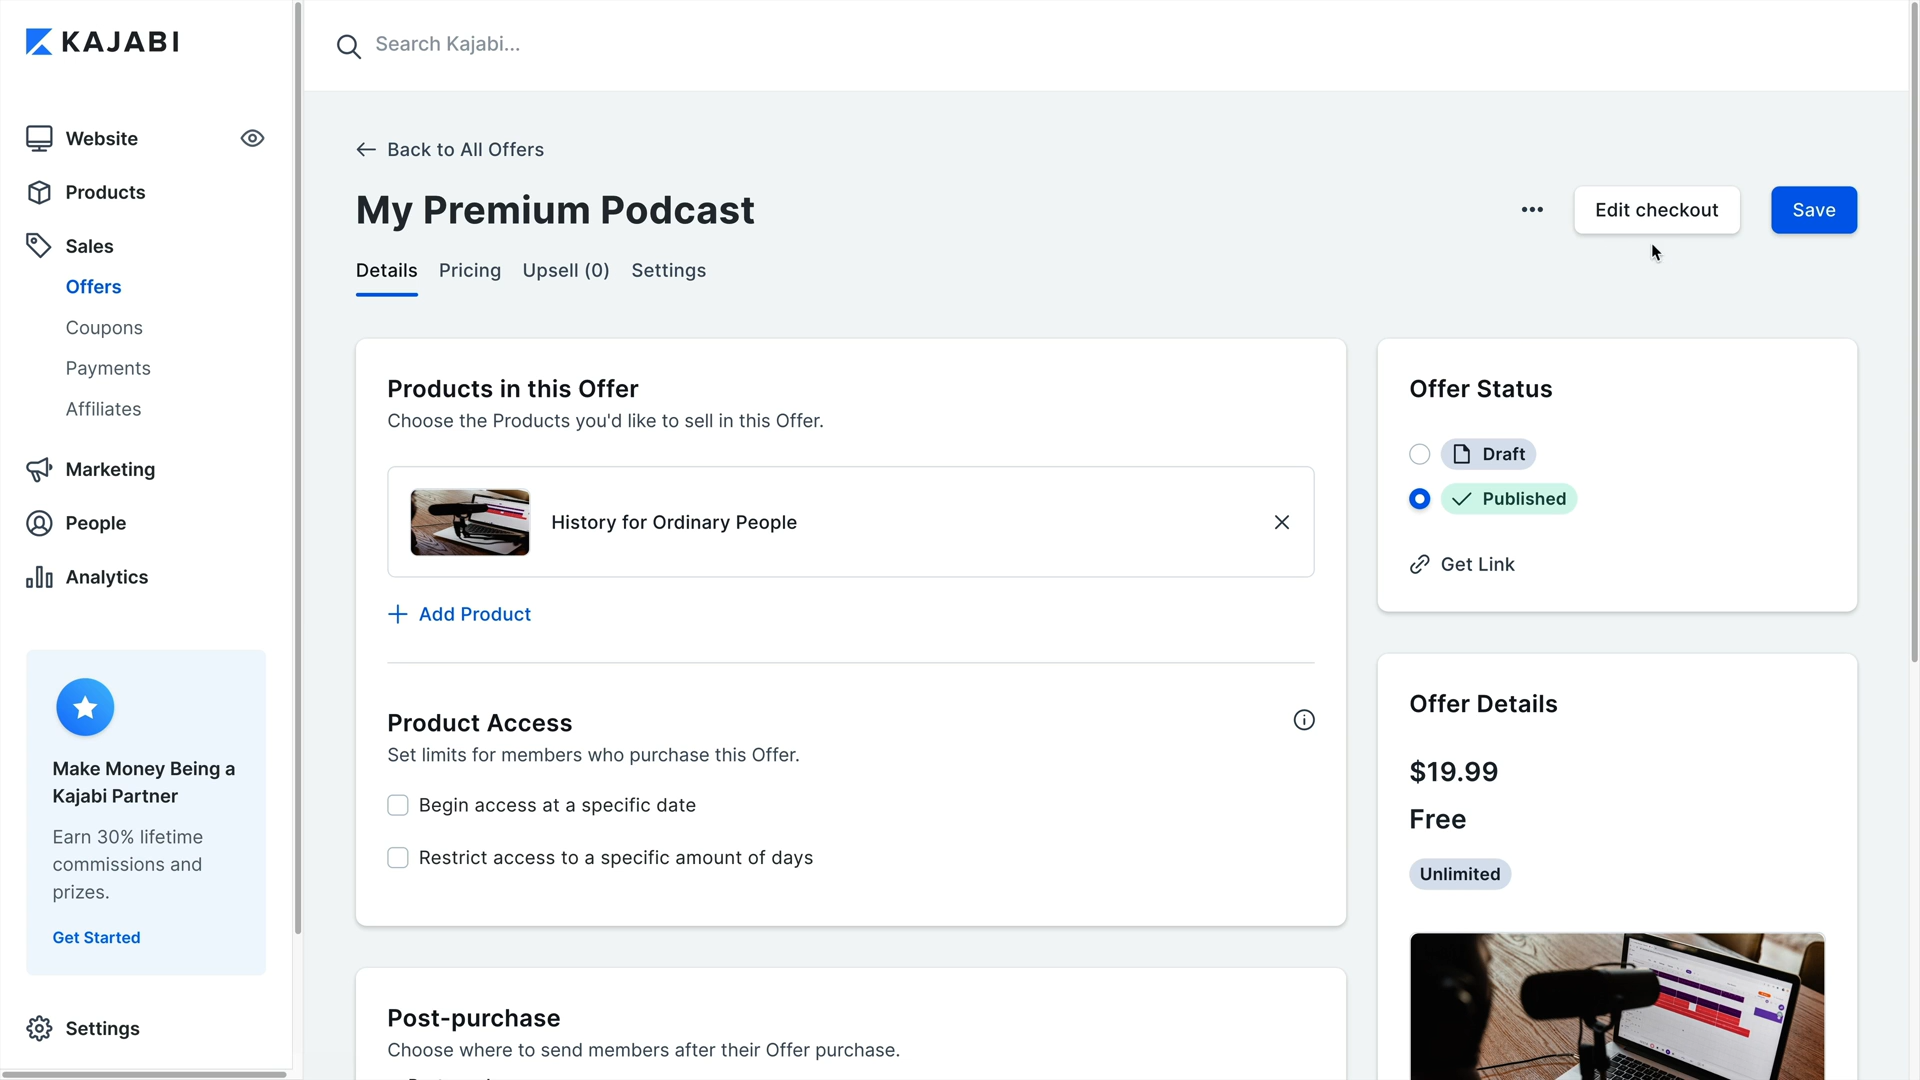 KAJABI
Search Kajabi...
Website
Products
Sales
Offers
Coupons
Payments
Affiliates
Marketing
People
Analytics
Make Money Being a
Kajabi Partner
Earn 30% lifetime
commissions and
prizes.
Get Started
Settings
Back to All Offers
My Premium Podcast
Edit checkout
Save
Details
Pricing
Upsell (0)
Settings
Products in this Offer
Choose the Products you'd like to sell in this Offer.
History for Ordinary People
Add Product
Product Access
Set limits for members who purchase this Offer.
Begin access at a specific date
Restrict access to a specific amount of days
Post-purchase
Choose where to send members after their Offer purchase.
Offer Status
Draft
Published
Get Link
Offer Details
$19.99
Free
Unlimited